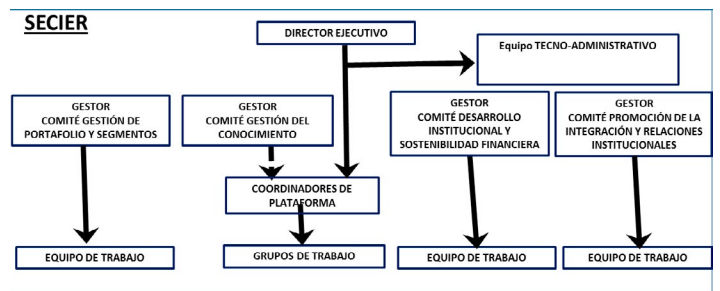 SECIER
DIRECTOR EJECUTIVO
Equipo TECNO-ADMINISTRATIVO
GESTOR
COMITÉ GESTIÓN DE
PORTAFOLIO Y SEGMENTOS
GESTOR
COMITÉ GESTIÓN DEL
CONOCIMIENTO
GESTOR
COMITÉ DESARROLLO
INSTITUCIONAL Y
SOSTENIBILIDAD FINANCIERA
GESTOR
COMITÉ PROMOCIÓN DE LA
INTEGRACIÓN Y RELACIONES
INSTITUCIONALES
COORDINADORES DE
PLATAFORMA
EQUIPO DE TRABAJO
GRUPOS DE TRABAJO
EQUIPO DE TRABAJO
EQUIPO DE TRABAJO